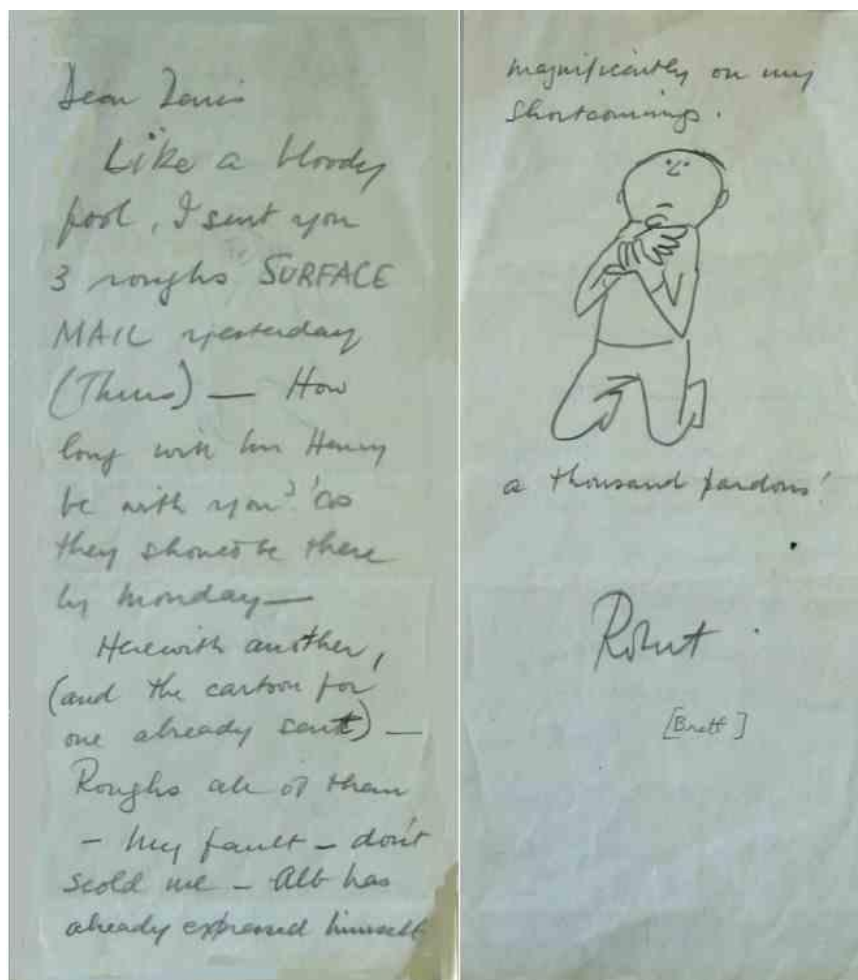 Dear Louis
Like a bloody
fool, I sent you
3 roughs SURFACE
MAIL yesterday
(Thurs) — How
long will Henry
be with you? as
they should be there
by Monday —
Herewith another,
(and the cartoon for
one already sent) —
Roughs all of them
- My fault - don't
scold me - Alb has
already expressed himself
magnificently on my
shortcomings.
a thousand pardons!
Robert
[Brett]